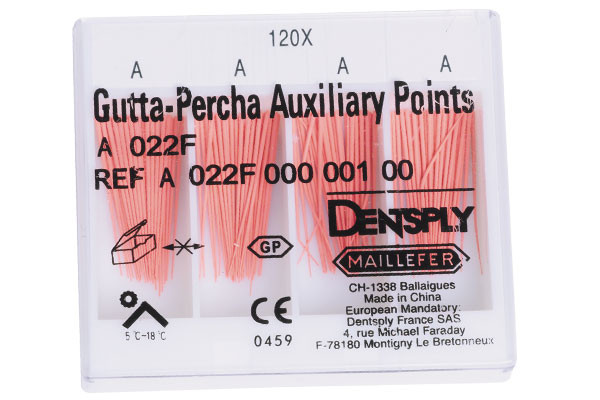 120X
A A A A
Gutta-Percha Auxiliary Points
A 022F
REF A 022F 000 001 00
DENTSPLY
MAILLEFER
GP
CH-1338 Ballaigues
Made in China
European Mandatory:
Dentsply France SAS
4, rue Michael Faraday
F-78180 Montigny Le Bretonneux
5℃-18℃
CE
0459